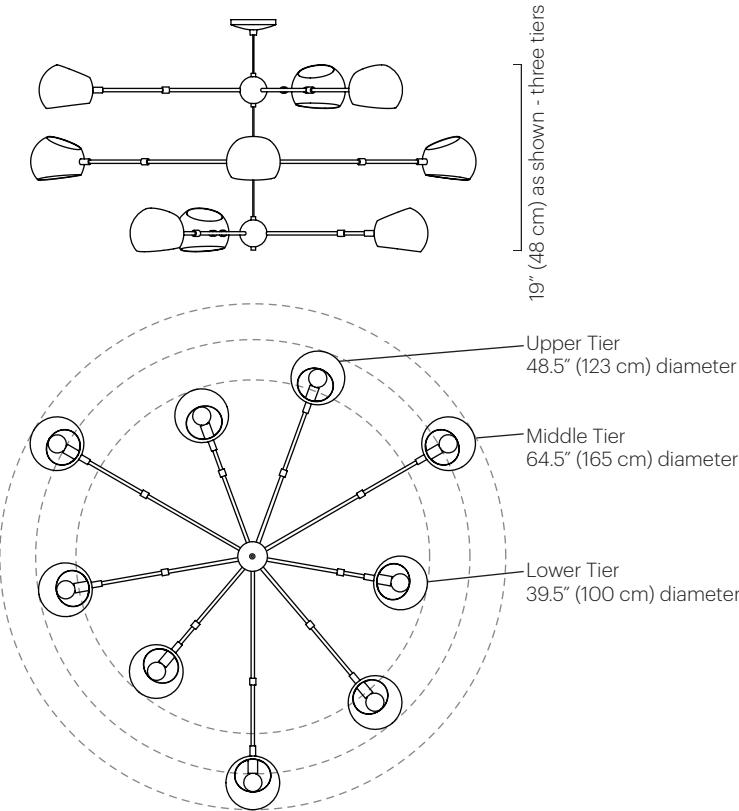 19” (48 cm) as shown - three tiers
Upper Tier
48.5” (123 cm) diameter
Middle Tier
64.5” (165 cm) diameter
Lower Tier
39.5” (100 cm) diameter